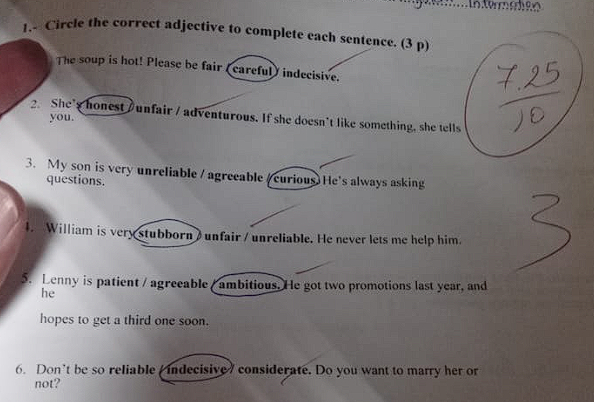 information
1.- Circle the correct adjective to complete each sentence. (3 p)
The soup is hot! Please be fair / careful / indecisive.
7.25
10
2. She's honest / unfair / adventurous. If she doesn't like something, she tells
you.
3. My son is very unreliable / agreeable / curious. He's always asking
questions.
3
4. William is very stubborn / unfair / unreliable. He never lets me help him.
5. Lenny is patient / agreeable / ambitious. He got two promotions last year, and
he
hopes to get a third one soon.
6. Don't be so reliable / indecisive / considerate. Do you want to marry her or
not?